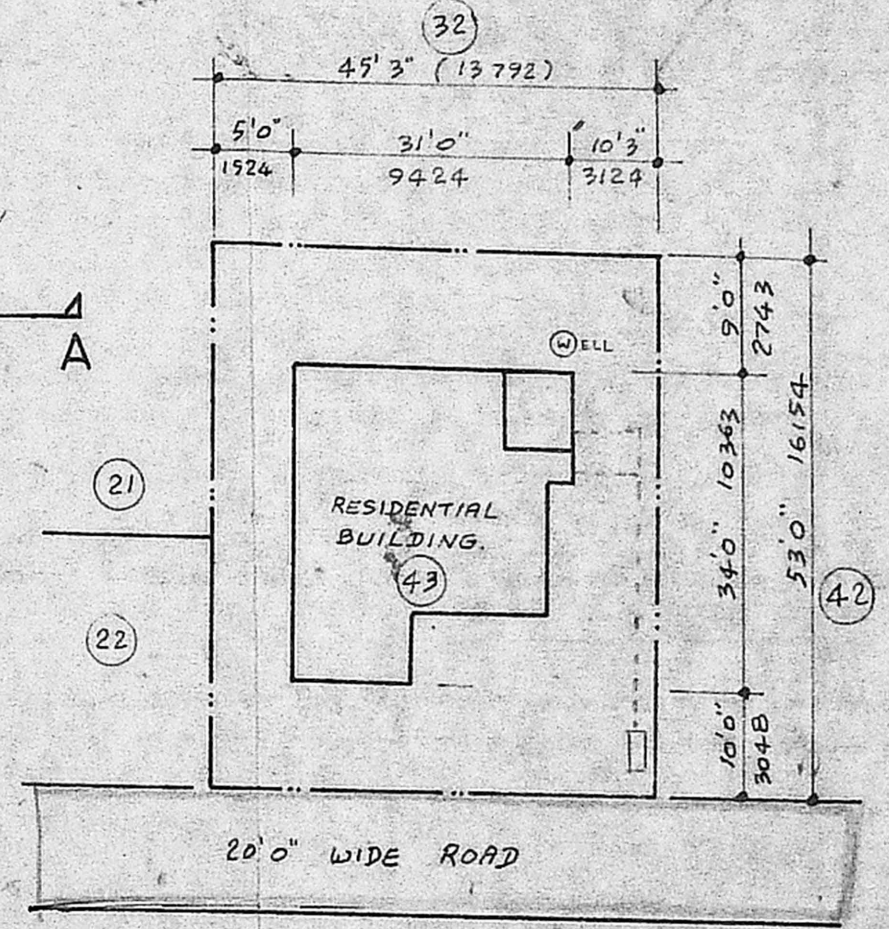 32
45'3" (13792)
5'0" 31'0" 10'3"
1524 9424 3124
9'0" 2743
A
WELL
34'0" 10363
53'0" 16154
21
RESIDENTIAL
BUILDING.
43
42
22
10'0" 3048
20'0" WIDE ROAD